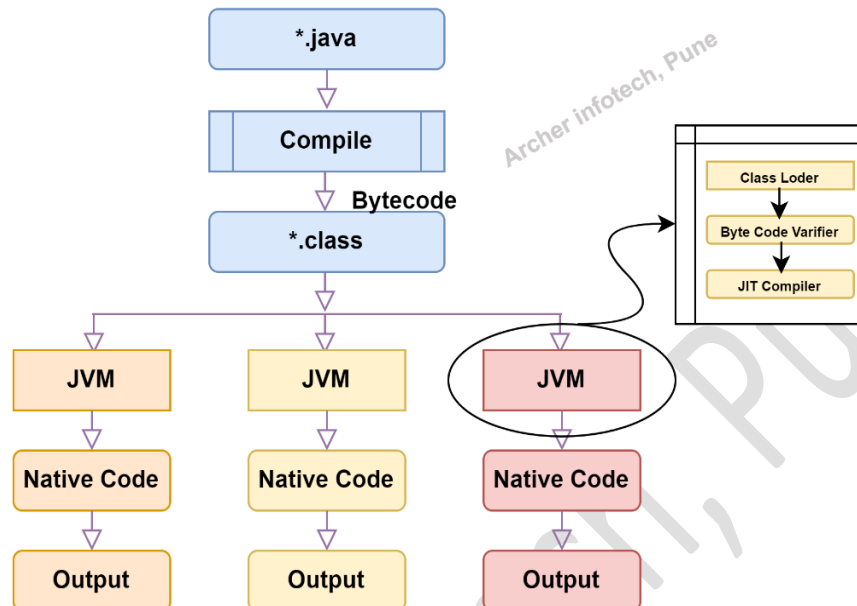 *.java
Archer infotech, Pune
Compile
Bytecode
*.class
Class Loder
Byte Code Varifier
JIT Compiler
JVM
JVM
JVM
Native Code
Native Code
Native Code
Output
Output
Output